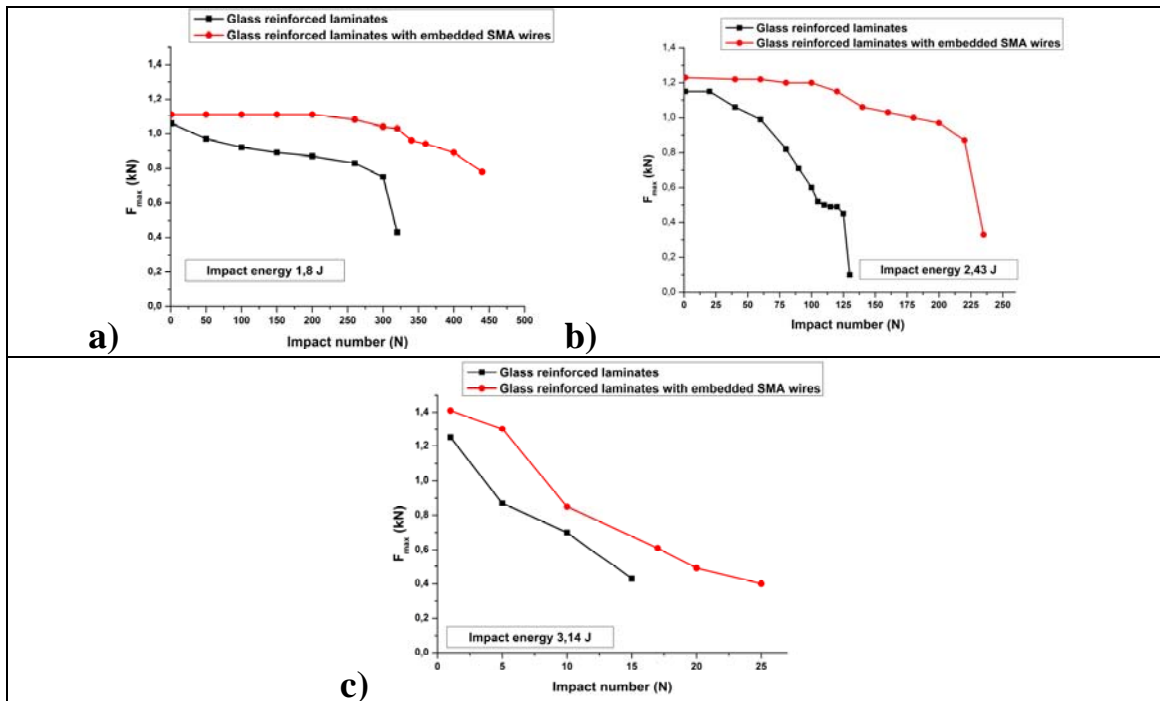 Glass reinforced laminates
Glass reinforced laminates with embedded SMA wires
1,4
1,2
1,0
0,8
0,6
0,4
0,2
0,0
F max (kN)
Impact energy 1,8 J
0 50 100 150 200 250 300 350 400 450 500
Impact number (N)
a)
Glass reinforced laminates
Glass reinforced laminates with embedded SMA wires
1,4
1,2
1,0
0,8
0,6
0,4
0,2
0,0
F max (kN)
Impact energy 2,43 J
0 25 50 75 100 125 150 175 200 225 250
Impact number (N)
b)
Glass reinforced laminates
Glass reinforced laminates with embedded SMA wires
1,4
1,2
1,0
0,8
0,6
0,4
0,2
0,0
F max (kN)
Impact energy 3,14 J
0 5 10 15 20 25
Impact number (N)
c)